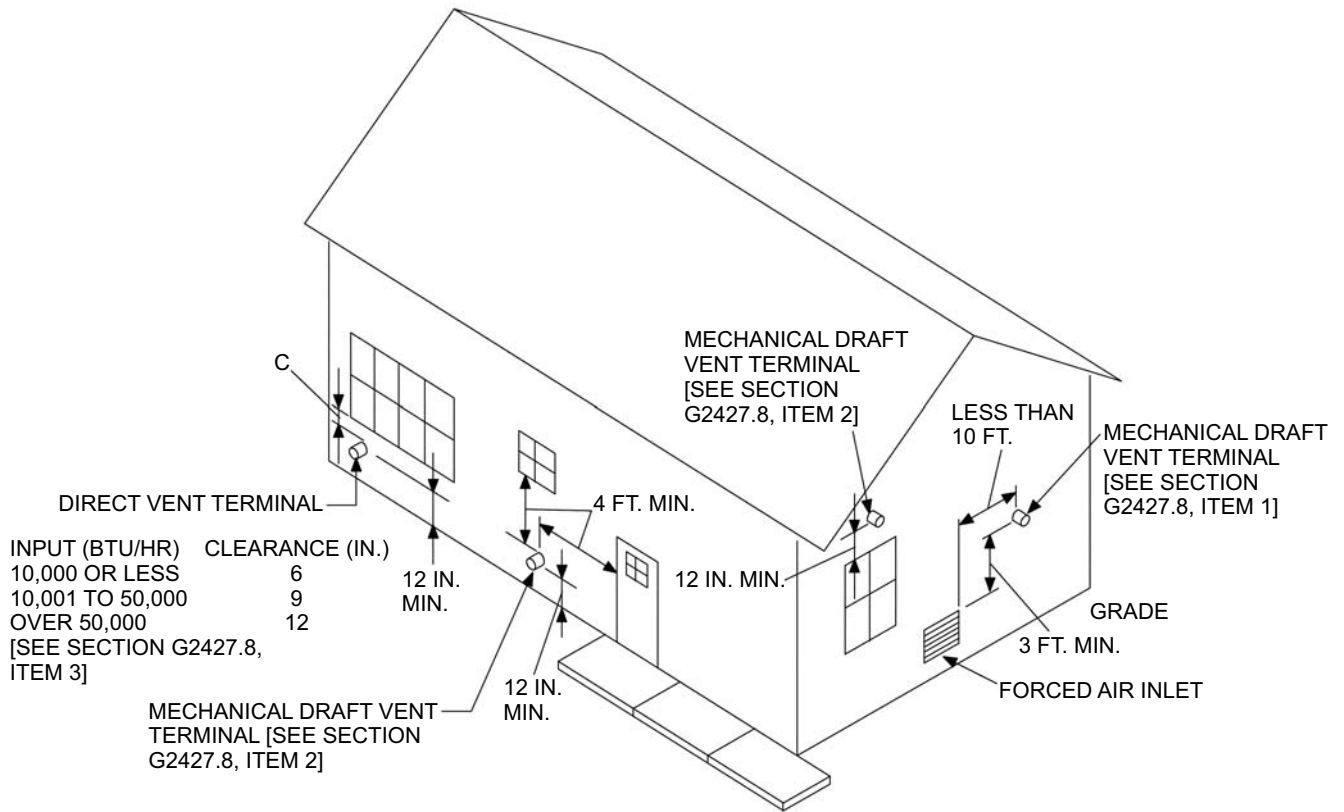 MECHANICAL DRAFT
VENT TERMINAL
[SEE SECTION
G2427.8, ITEM 2]
LESS THAN
10 FT.
MECHANICAL DRAFT
VENT TERMINAL
[SEE SECTION
G2427.8, ITEM 1]
C
DIRECT VENT TERMINAL
4 FT. MIN.
INPUT (BTU/HR) CLEARANCE (IN.)
10,000 OR LESS 6
10,001 TO 50,000 9
OVER 50,000 12
[SEE SECTION G2427.8,
ITEM 3]
12 IN.
MIN.
12 IN. MIN.
GRADE
3 FT. MIN.
FORCED AIR INLET
12 IN.
MIN.
MECHANICAL DRAFT VENT
TERMINAL [SEE SECTION
G2427.8, ITEM 2]